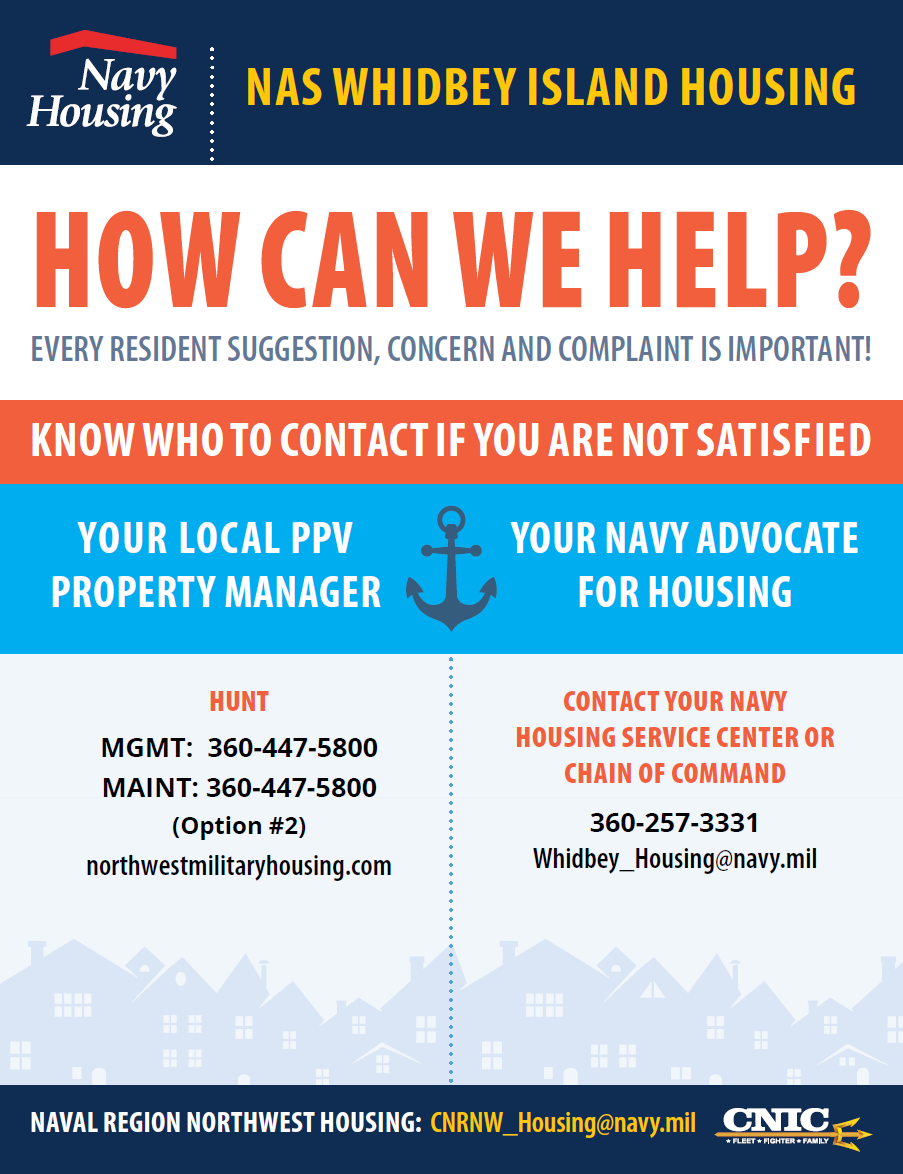 Navy
Housing
NAS WHIDBEY ISLAND HOUSING
HOW CAN WE HELP?
EVERY RESIDENT SUGGESTION, CONCERN AND COMPLAINT IS IMPORTANT!
KNOW WHO TO CONTACT IF YOU ARE NOT SATISFIED
YOUR LOCAL PPV
PROPERTY MANAGER
YOUR NAVY ADVOCATE
FOR HOUSING
HUNT
MGMT: 360-447-5800
MAINT: 360-447-5800
(Option #2)
northwestmilitaryhousing.com
CONTACT YOUR NAVY
HOUSING SERVICE CENTER OR
CHAIN OF COMMAND
360-257-3331
Whidbey_Housing@navy.mil
NAVAL REGION NORTHWEST HOUSING: CNRNW_Housing@navy.mil
CNIC
★ FLEET ★ FIGHTER ★ FAMILY